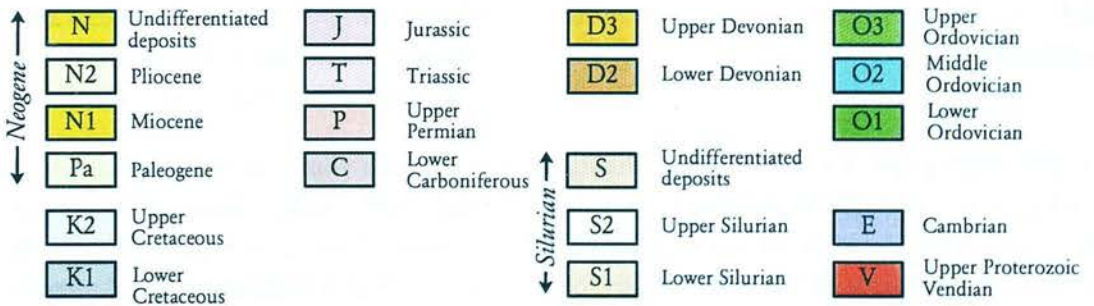 Neogene
N
Undifferentiated
deposits
N2
Pliocene
N1
Miocene
Pa
Paleogene
K2
Upper
Cretaceous
K1
Lower
Cretaceous
J
Jurassic
T
Triassic
P
Upper
Permian
C
Lower
Carboniferous
D3
Upper Devonian
D2
Lower Devonian
Silurian
S
Undifferentiated
deposits
S2
Upper Silurian
S1
Lower Silurian
O3
Upper
Ordovician
O2
Middle
Ordovician
O1
Lower
Ordovician
E
Cambrian
V
Upper Proterozoic
Vendian